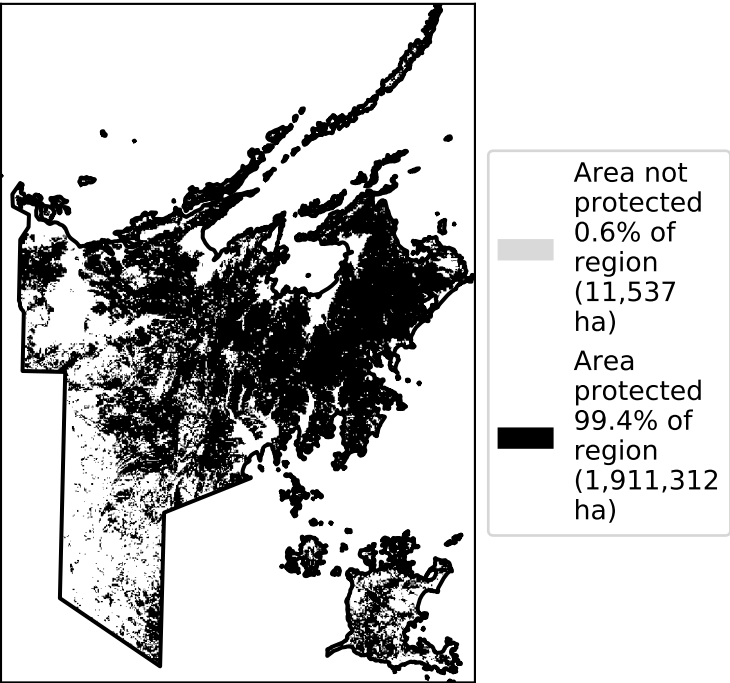 Area not
protected
0.6% of
region
(11,537
ha)
Area
protected
99.4% of
region
(1,911,312
ha)